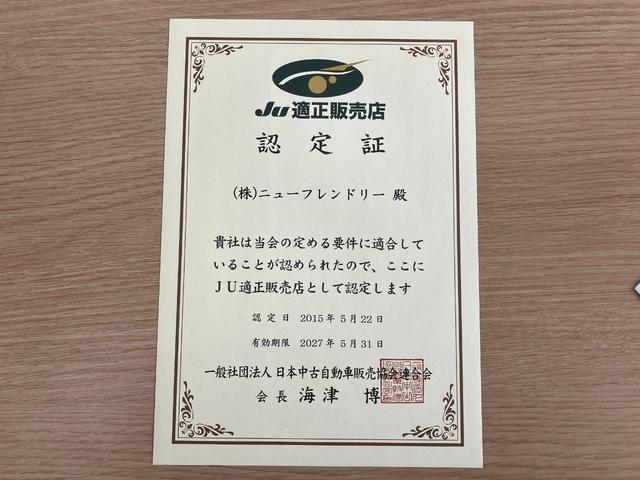 JU 適正販売店
認定証
(株)ニューフレンドリー 殿
貴社は当会の定める要件に適合して
いることが認められたので、ここに
JU適正販売店として認定します
認定日 2015年5月22日
有効期限 2027年5月31日
一般社団法人 日本中古自動車販売協会連合会
会長 海津 博